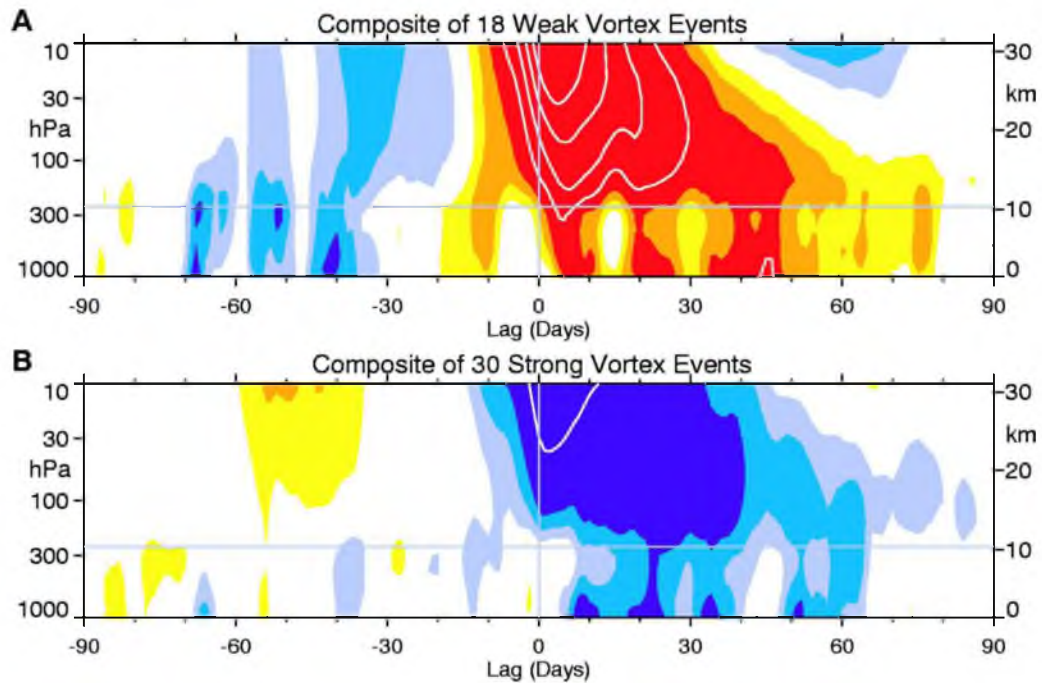 A
Composite of 18 Weak Vortex Events
10
30
hPa
100
300
1000
30
km
20
10
0
-90 -60 -30 0 30 60 90
Lag (Days)
B
Composite of 30 Strong Vortex Events
10
30
hPa
100
300
1000
30
km
20
10
0
-90 -60 -30 0 30 60 90
Lag (Days)